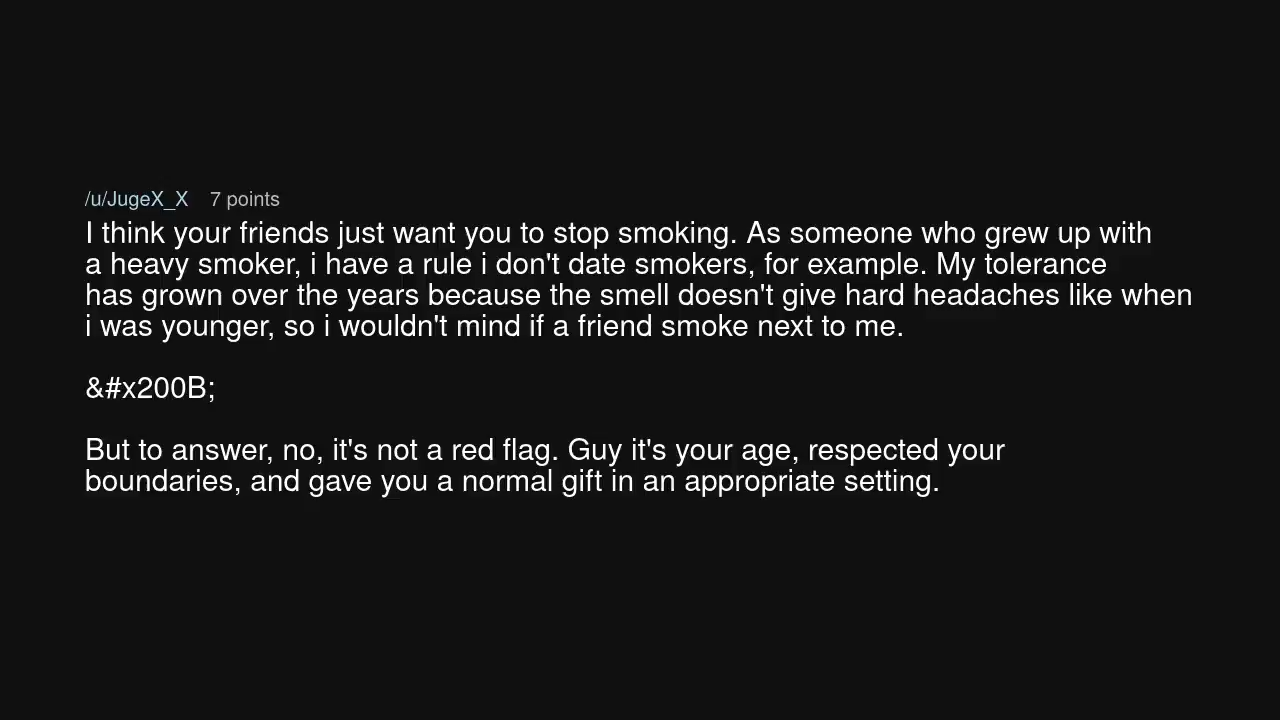 /u/JugeX_X 7 points
I think your friends just want you to stop smoking. As someone who grew up with
a heavy smoker, i have a rule i don't date smokers, for example. My tolerance
has grown over the years because the smell doesn't give hard headaches like when
i was younger, so i wouldn't mind if a friend smoke next to me.
&#x200B;
But to answer, no, it's not a red flag. Guy it's your age, respected your
boundaries, and gave you a normal gift in an appropriate setting.